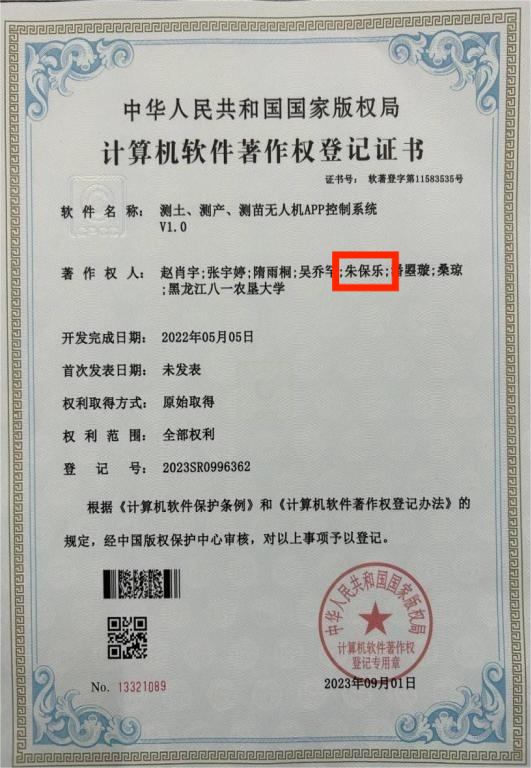 中华人民共和国国家版权局
计算机软件著作权登记证书
证书号： 软著登字第11583535号
软件名称： 测土、测产、测苗无人机APP控制系统
V1.0
著作权人： 赵肖宇;张宇婷;隋雨桐;吴乔;朱保乐;璇;桑琼
;黑龙江八一农垦大学
开发完成日期： 2022年05月05日
首次发表日期： 未发表
权利取得方式： 原始取得
权利范围： 全部权利
登记号： 2023SR0996362
根据《计算机软件保护条例》和《计算机软件著作权登记办法》的
规定，经中国版权保护中心审核，对以上事项予以登记。
中华人民共和国国家版权局
计算机软件著作权
登记专用章
No. 13321089
2023年09月01日